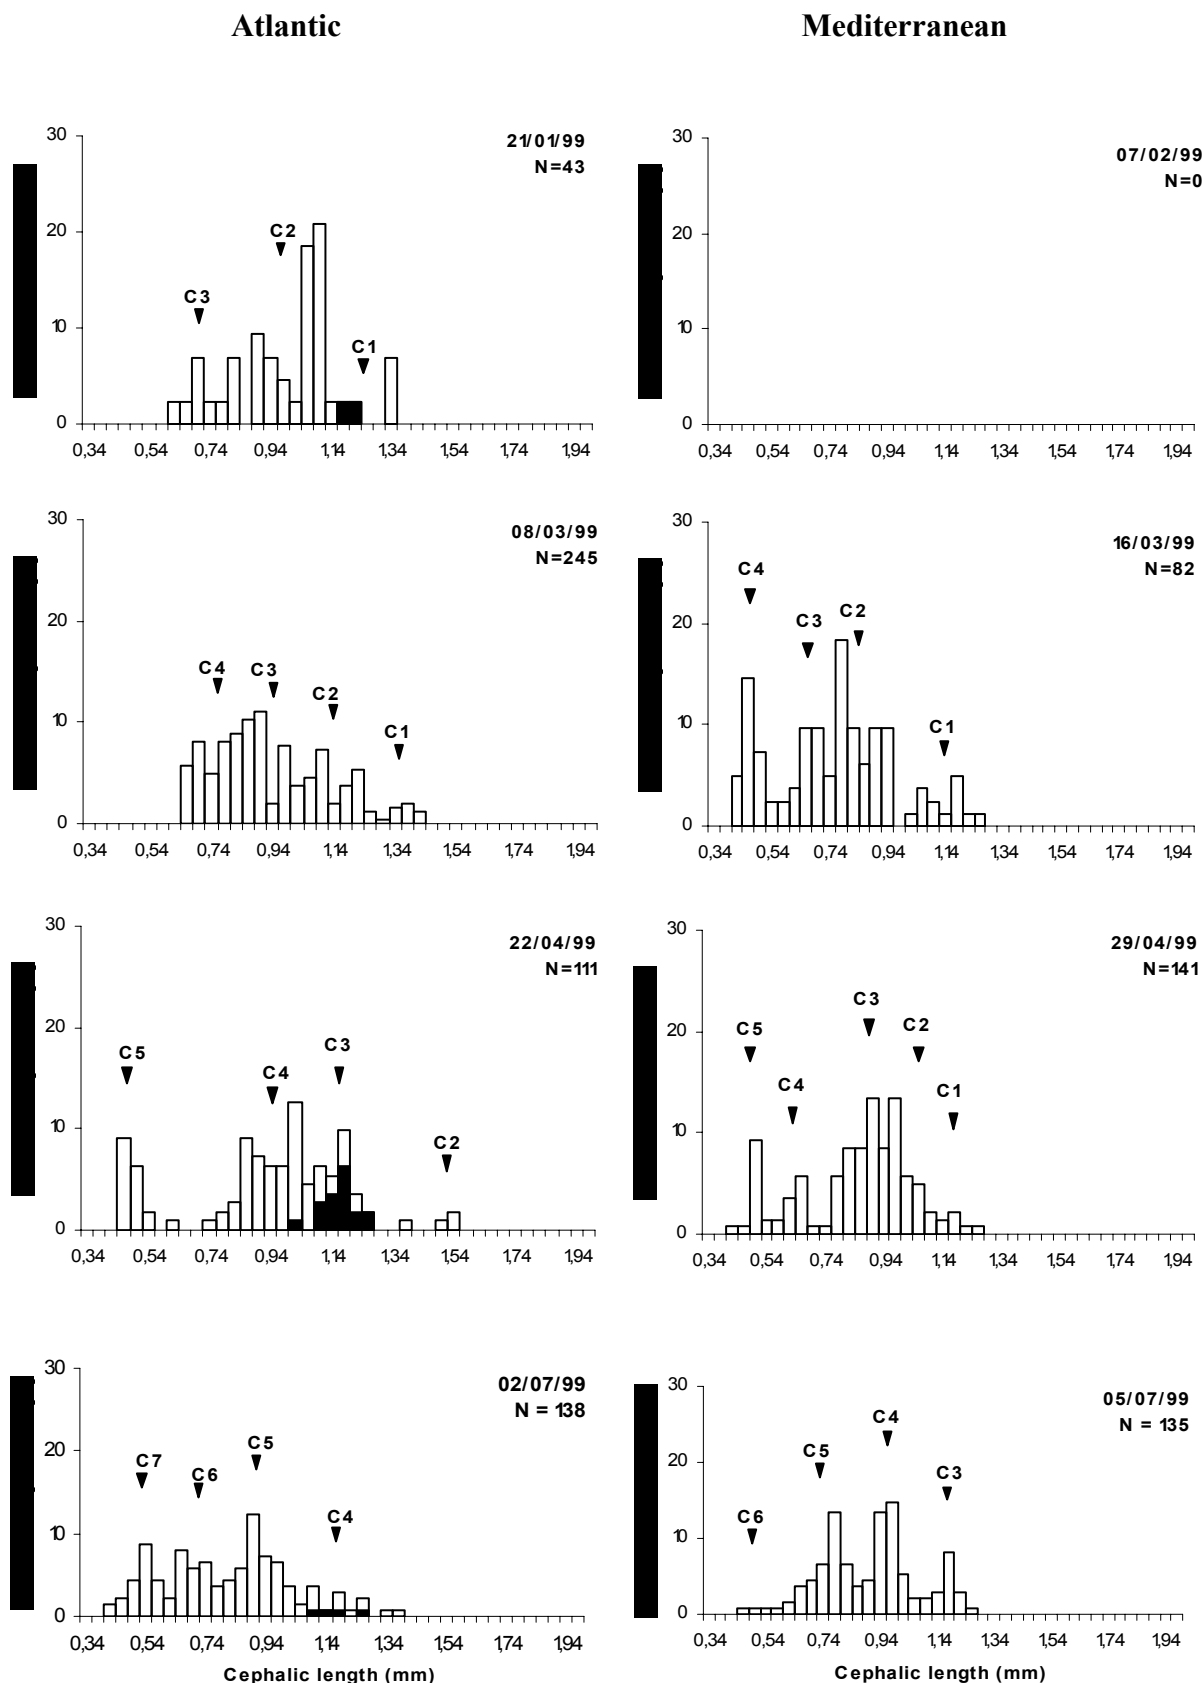 Atlantic
Mediterranean
30
20
10
0
21/01/99
N=43
C3
C2
C1
0,34 0,54 0,74 0,94 1,14 1,34 1,54 1,74 1,94
30
20
10
0
07/02/99
N=0
0,34 0,54 0,74 0,94 1,14 1,34 1,54 1,74 1,94
30
20
10
0
08/03/99
N=245
C4
C3
C2
C1
0,34 0,54 0,74 0,94 1,14 1,34 1,54 1,74 1,94
30
20
10
0
16/03/99
N=82
C4
C3
C2
C1
0,34 0,54 0,74 0,94 1,14 1,34 1,54 1,74 1,94
30
20
10
0
22/04/99
N=111
C5
C4
C3
C2
0,34 0,54 0,74 0,94 1,14 1,34 1,54 1,74 1,94
30
20
10
0
29/04/99
N=141
C5
C4
C3
C2
C1
0,34 0,54 0,74 0,94 1,14 1,34 1,54 1,74 1,94
30
20
10
0
02/07/99
N = 138
C7
C6
C5
C4
0,34 0,54 0,74 0,94 1,14 1,34 1,54 1,74 1,94
Cephalic length (mm)
30
20
10
0
05/07/99
N = 135
C6
C5
C4
C3
0,34 0,54 0,74 0,94 1,14 1,34 1,54 1,74 1,94
Cephalic length (mm)